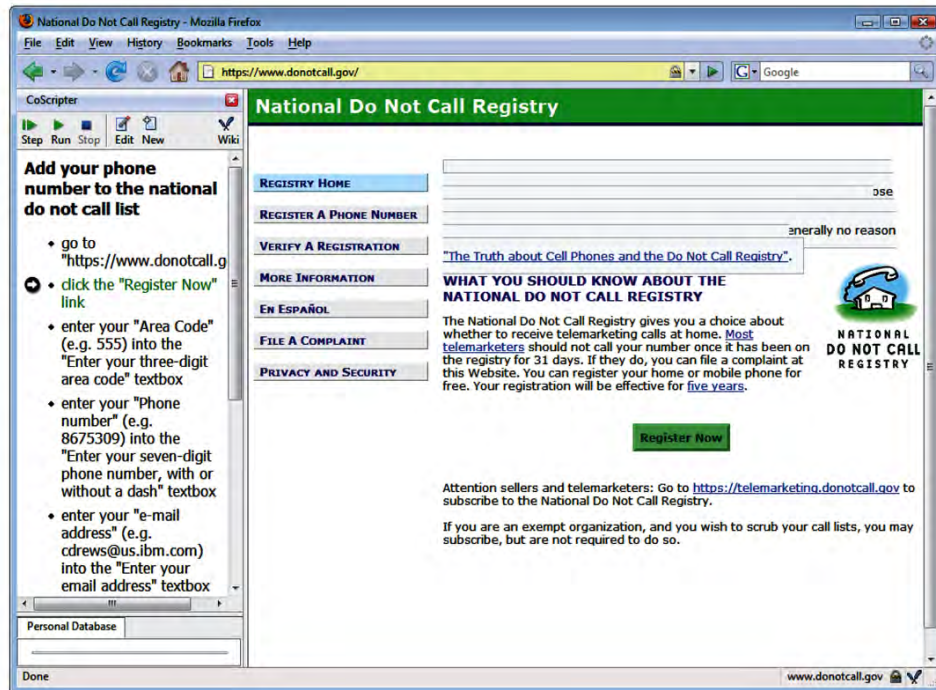 National Do Not Call Registry - Mozilla Firefox
File Edit View History Bookmarks Tools Help
https://www.donotcall.gov/
G Google
CoScripter
Step Run Stop Edit New Wiki
Add your phone
number to the national
do not call list
go to
"https://www.donotcall.g
click the "Register Now"
link
enter your "Area Code"
(e.g. 555) into the
"Enter your three-digit
area code" textbox
enter your "Phone
number" (e.g.
8675309) into the
"Enter your seven-digit
phone number, with or
without a dash" textbox
enter your "e-mail
address" (e.g.
cdrews@us.ibm.com)
into the "Enter your
email address" textbox
Personal Database
National Do Not Call Registry
REGISTRY HOME
REGISTER A PHONE NUMBER
VERIFY A REGISTRATION
MORE INFORMATION
EN ESPAÑOL
FILE A COMPLAINT
PRIVACY AND SECURITY
ose
enerally no reason
"The Truth about Cell Phones and the Do Not Call Registry".
WHAT YOU SHOULD KNOW ABOUT THE
NATIONAL DO NOT CALL REGISTRY
The National Do Not Call Registry gives you a choice about
whether to receive telemarketing calls at home. Most
telemarketers should not call your number once it has been on
the registry for 31 days. If they do, you can file a complaint at
this Website. You can register your home or mobile phone for
free. Your registration will be effective for five years.
NATIONAL
DO NOT CALL
REGISTRY
Register Now
Attention sellers and telemarketers: Go to https://telemarketing.donotcall.gov to
subscribe to the National Do Not Call Registry.
If you are an exempt organization, and you wish to scrub your call lists, you may
subscribe, but are not required to do so.
Done
www.donotcall.gov